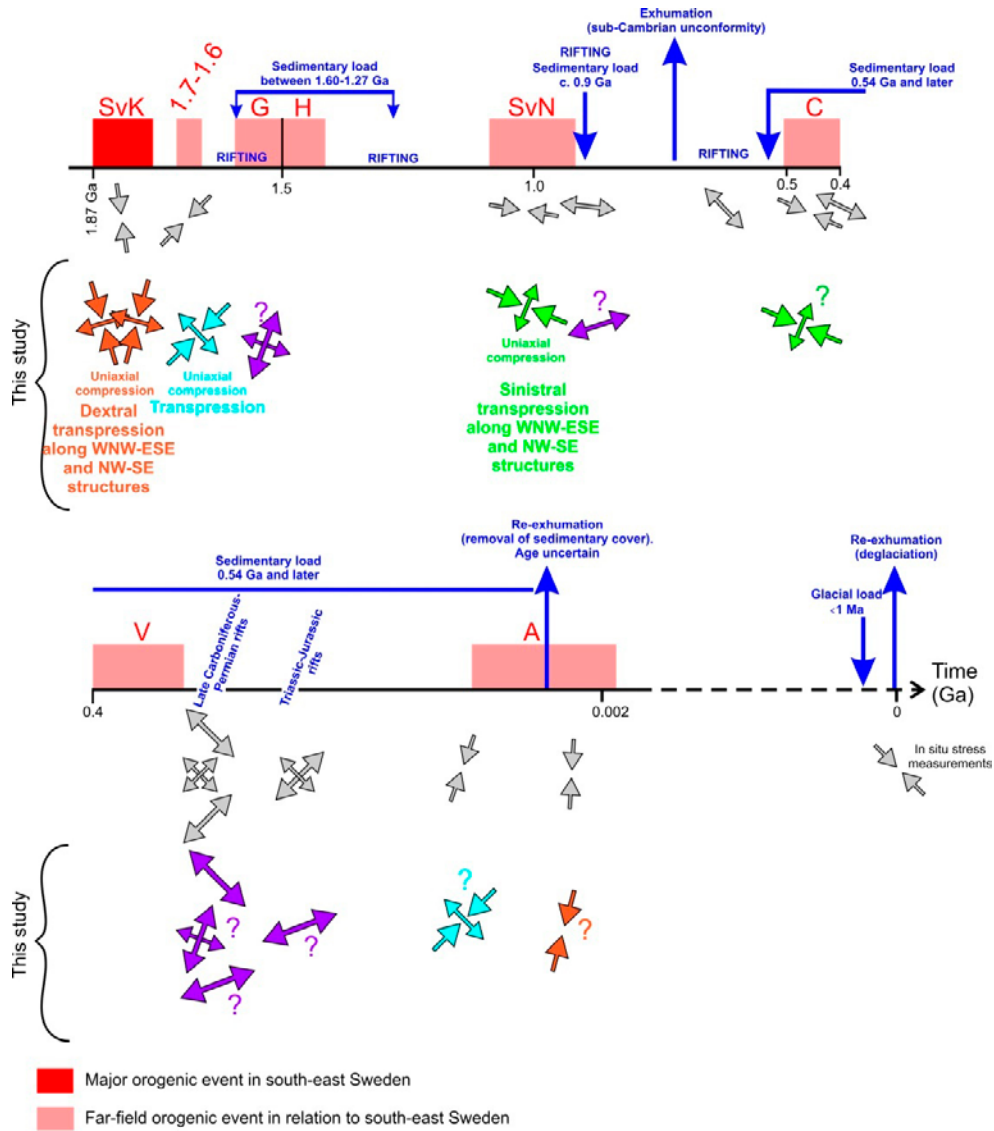 Exhumation
(sub-Cambrian unconformity)
RIFTING
Sedimentary load
c. 0.9 Ga
Sedimentary load
between 1.60-1.27 Ga
Sedimentary load
0.54 Ga and later
SvK
1.7-1.6
G
H
SvN
C
RIFTING
RIFTING
RIFTING
1.87 Ga
1.5
1.0
0.5
0.4
This study
?
?
?
Uniaxial
compression
Dextral
transpression
along WNW-ESE
and NW-SE
structures
Uniaxial
compression
Transpression
Uniaxial
compression
Sinistral
transpression
along WNW-ESE
and NW-SE
structures
Re-exhumation
(removal of sedimentary cover).
Age uncertain
Re-exhumation
(deglaciation)
Sedimentary load
0.54 Ga and later
Glacial load
<1 Ma
V
Late Carboniferous-
Permian rifts
Triassic-Jurassic
rifts
A
Time
(Ga)
0.4
0.002
0
In situ stress
measurements
This study
?
?
?
?
?
Major orogenic event in south-east Sweden
Far-field orogenic event in relation to south-east Sweden